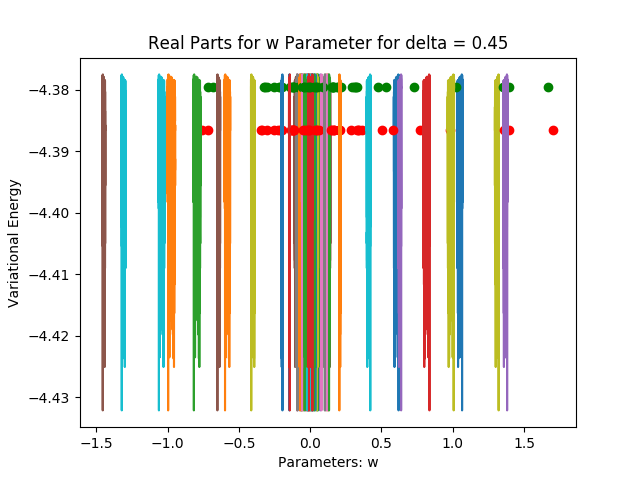 Real Parts for w Parameter for delta = 0.45
Variational Energy
−4.38
−4.39
−4.40
−4.41
−4.42
−4.43
−1.5 −1.0 −0.5 0.0 0.5 1.0 1.5
Parameters: w